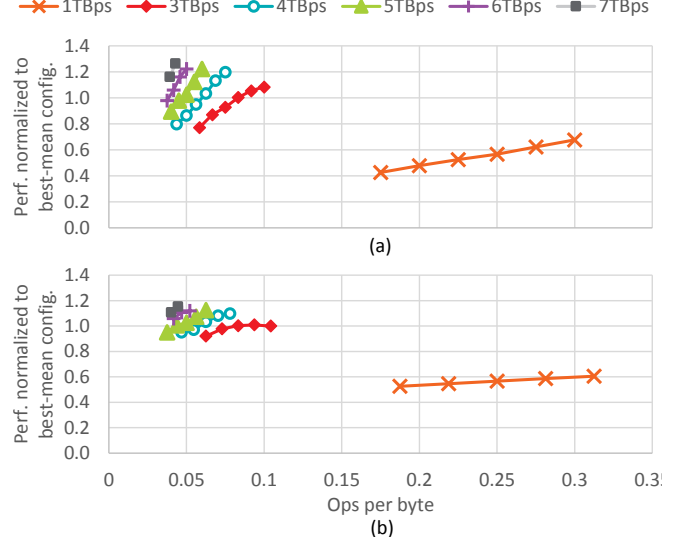 1TBps 3TBps 4TBps 5TBps 6TBps 7TBps
1.4
1.2
1.0
0.8
0.6
0.4
0.2
0.0
Perf. normalized to
best-mean config.
(a)
1.4
1.2
1.0
0.8
0.6
0.4
0.2
0.0
Perf. normalized to
best-mean config.
0 0.05 0.1 0.15 0.2 0.25 0.3 0.35
Ops per byte
(b)